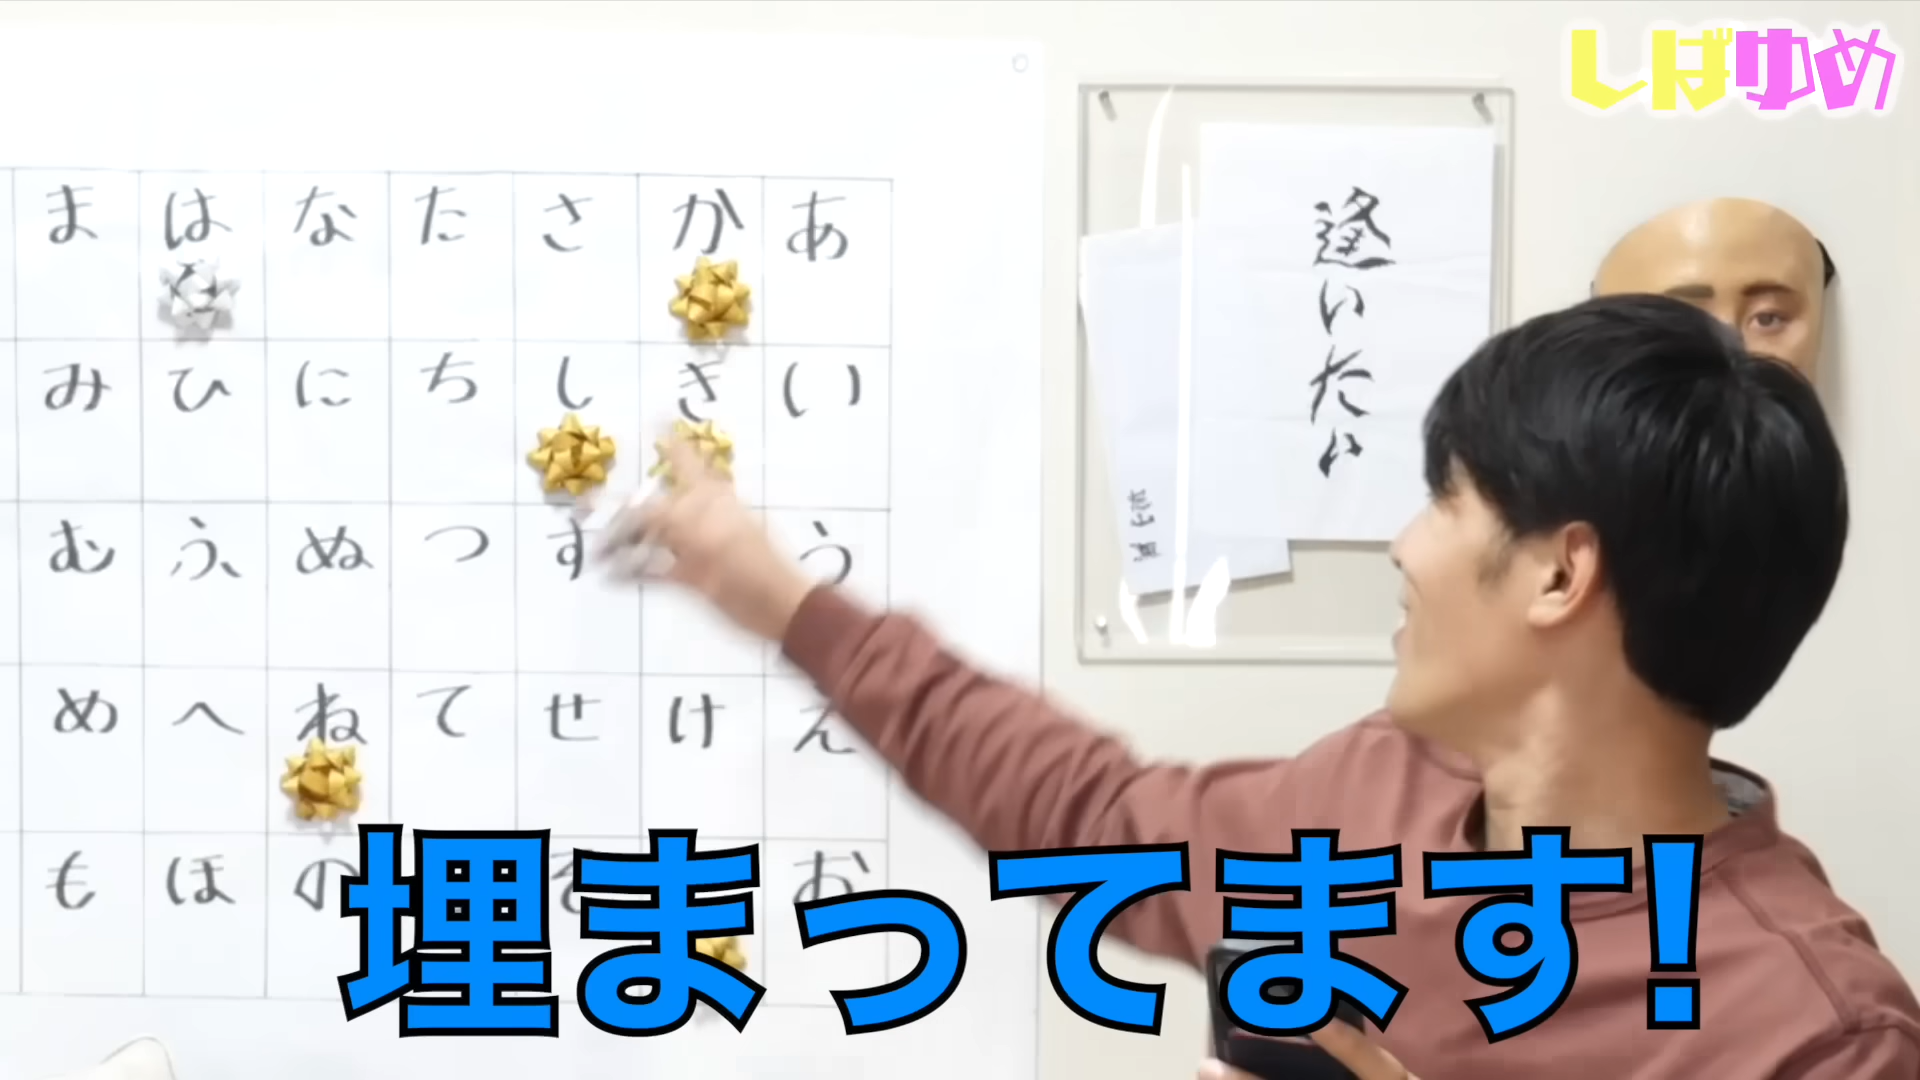 しばゆめ
ま は な た さ か あ
み ひ に ち し き い
む ふ ぬ つ す う
め へ ね て せ け え
も ほ の そ お
逢いたい
埋まってます!